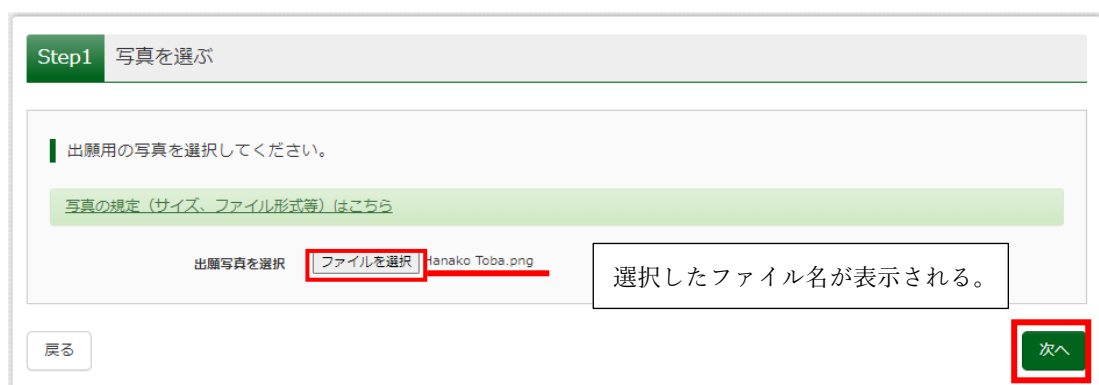 Step1 写真を選ぶ
出願用の写真を選択してください。
写真の規定（サイズ、ファイル形式等）はこちら
出願写真を選択 ファイルを選択 Hanako Toba.png
選択したファイル名が表示される。
戻る 次へ